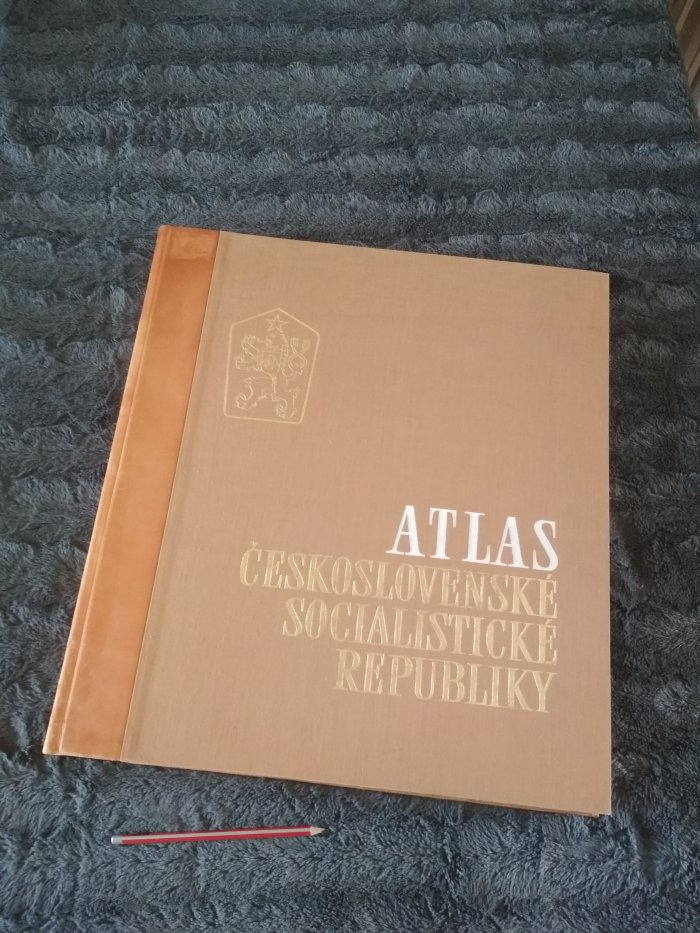 ATLAS
ČESKOSLOVENSKÉ
SOCIALISTICKÉ
REPUBLIKY